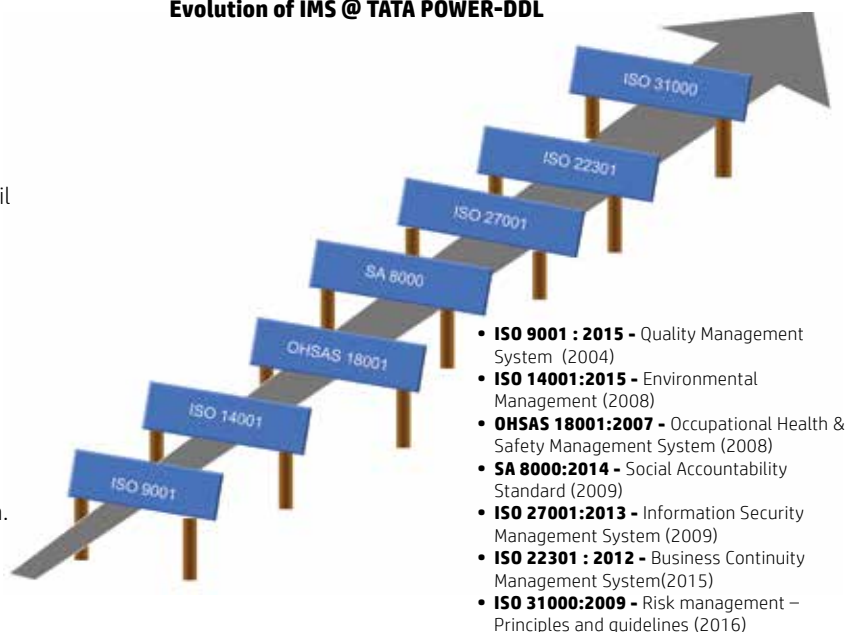 Evolution of IMS @ TATA POWER-DDL
ISO 31000
ISO 22301
ISO 27001
SA 8000
OHSAS 18001
ISO 14001
ISO 9001
il
n.
• ISO 9001 : 2015 - Quality Management
System (2004)
• ISO 14001:2015 - Environmental
Management (2008)
• OHSAS 18001:2007 - Occupational Health &
Safety Management System (2008)
• SA 8000:2014 - Social Accountability
Standard (2009)
• ISO 27001:2013 - Information Security
Management System (2009)
• ISO 22301 : 2012 - Business Continuity
Management System(2015)
• ISO 31000:2009 - Risk management –
Principles and guidelines (2016)